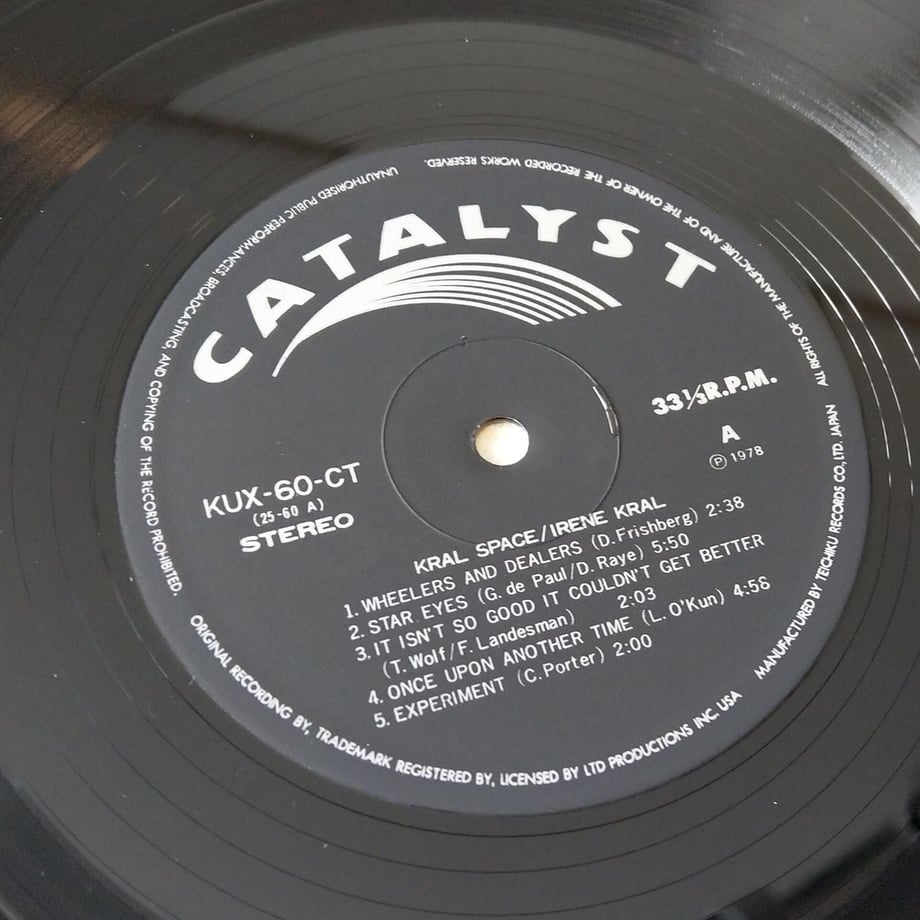 CATALYST
33⅓R.P.M.
A
Ⓟ 1978
KUX-60-CT
(25-60 A)
STEREO
KRAL SPACE/IRENE KRAL
1. WHEELERS AND DEALERS (D.Frishberg) 2:38
2. STAR EYES (G. de Paul/D. Raye) 5:50
3. IT ISN'T SO GOOD IT COULDN'T GET BETTER
(T. Wolf/F. Landesman) 2:03
4. ONCE UPON ANOTHER TIME (L. O'Kun) 4:58
5. EXPERIMENT (C. Porter) 2:00
ORIGINAL RECORDING BY, TRADEMARK REGISTERED BY, LICENSED BY LTD PRODUCTIONS INC. USA
MANUFACTURED BY TEICHIKU RECORDS CO., LTD. JAPAN
ALL RIGHTS OF THE MANUFACTURE AND OF THE OWNER OF THE RECORDED WORKS RESERVED.
UNAUTHORISED PUBLIC PERFORMANCES, BROADCASTING, AND COPYING OF THE RECORD PROHIBITED.